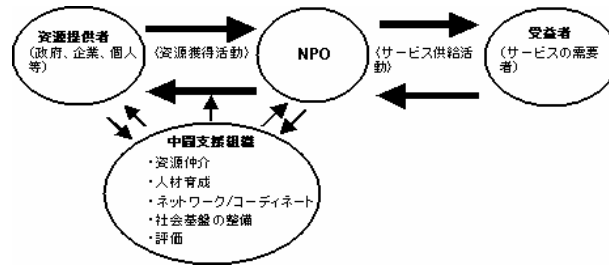 資源提供者
(政府、企業、個人
等)
{資源獲得活動}
NPO
{サービス供給活
動}
受益者
(サービスの需要
者)
中間支援組織
・資源仲介
・人材育成
・ネットワーク/コーディネート
・社会基盤の整備
・評価